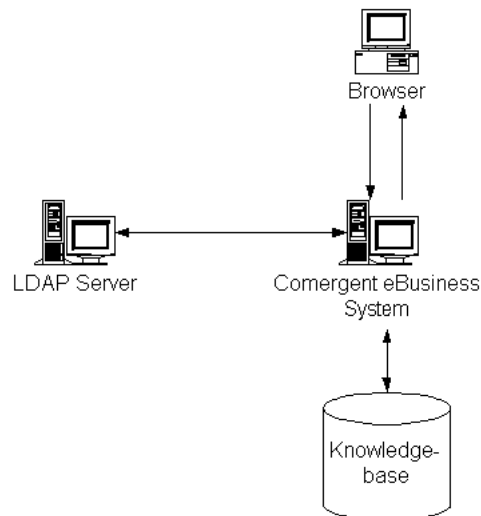 Browser
LDAP Server
Comergent eBusiness
System
Knowledge-
base